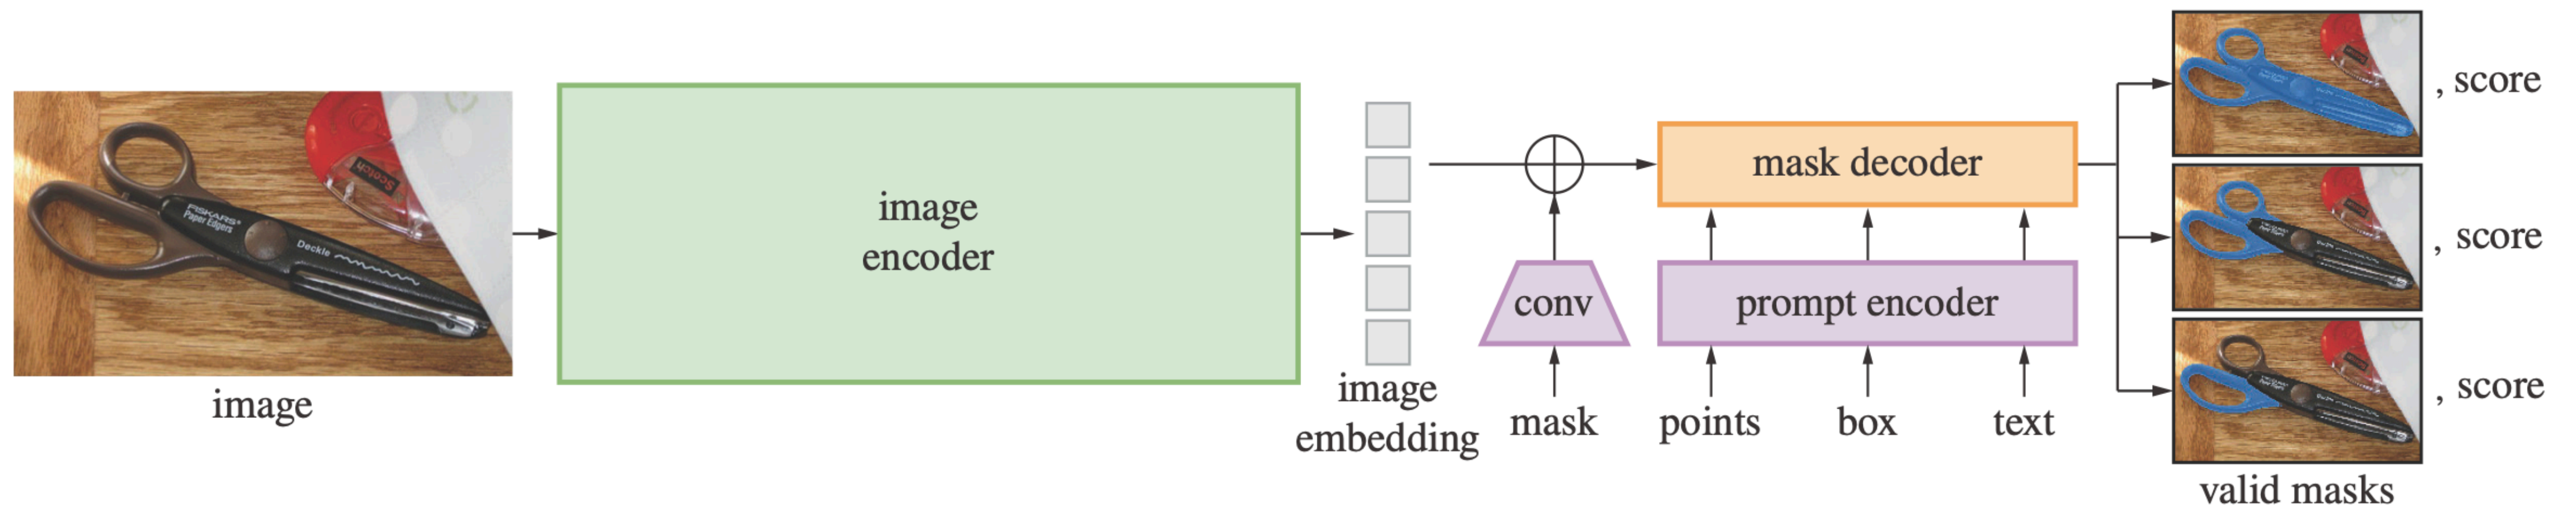 FISKARS®
Paper Edgers
Deckle
Scotch
image
image
encoder
image
embedding
conv
mask
mask decoder
prompt encoder
points
box
text
, score
, score
, score
valid masks